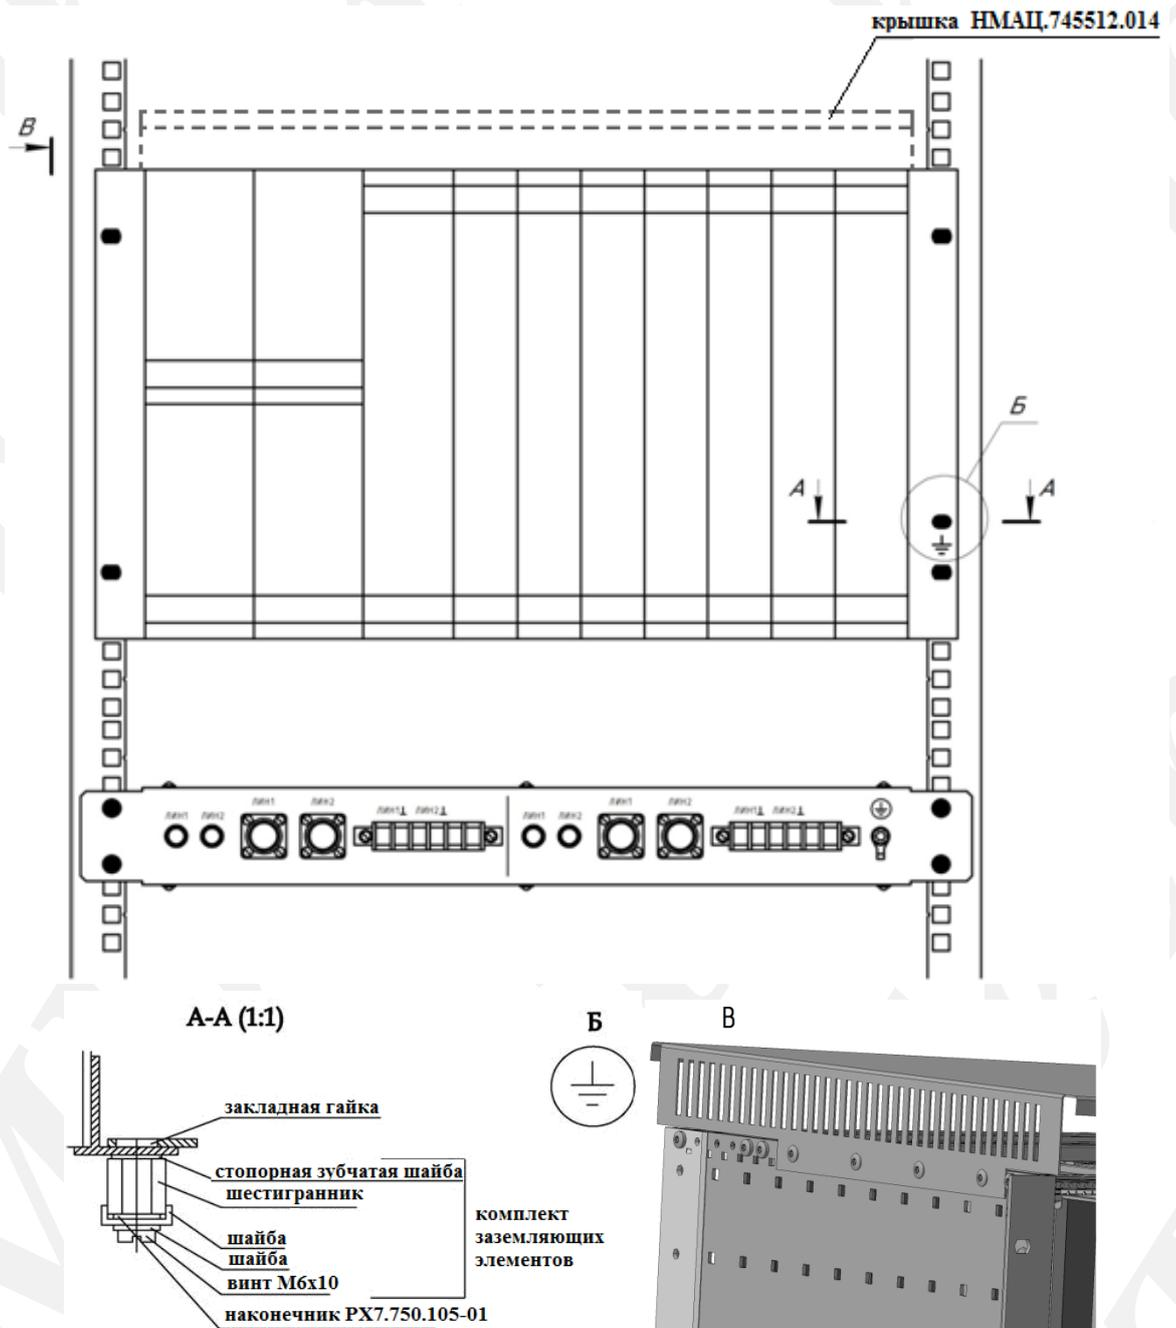 крышка НМАЦ.745512.014
В
Б
А
А
ЛИН1 ЛИН2 ЛИН1 ЛИН2 ЛИН1 ЛИН2 ЛИН1 ЛИН2 ЛИН1 ЛИН2 ЛИН1 ЛИН2
А-А (1:1)
Б
В
закладная гайка
стопорная зубчатая шайба
шестигранник
шайба
шайба
винт М6х10
наконечник РХ7.750.105-01
комплект
заземляющих
элементов